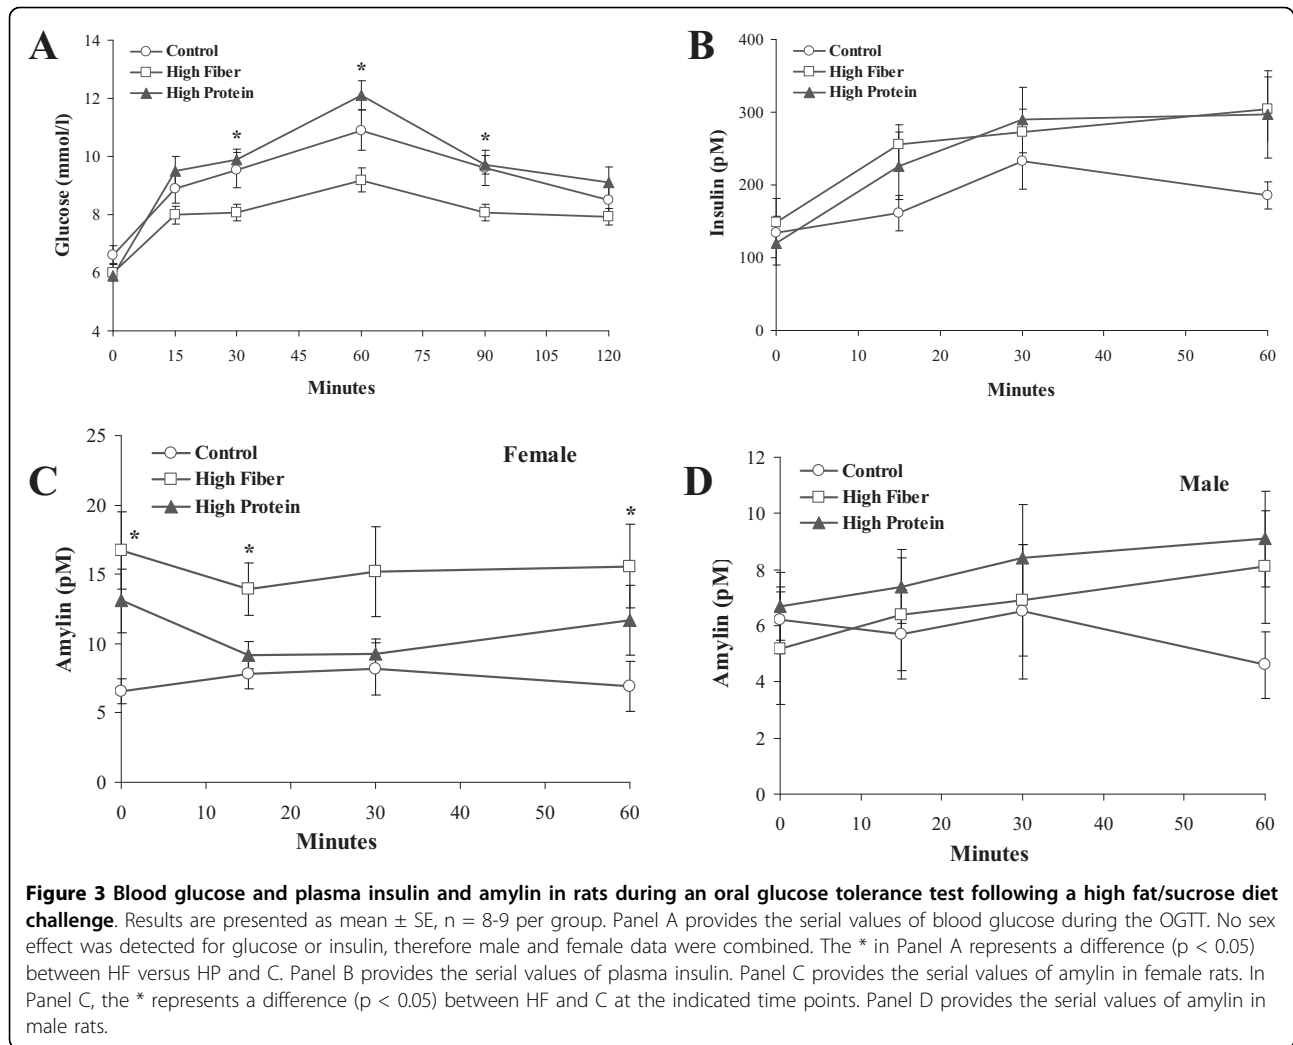 A
14
12
10
8
6
4
Glucose (mmol/l)
Control
High Fiber
High Protein
*
*
*
0 15 30 45 60 75 90 105 120
Minutes
B
400
300
200
100
0
Insulin (pM)
Control
High Fiber
High Protein
0 10 20 30 40 50 60
Minutes
C
25
20
15
10
5
0
Amylin (pM)
Control
High Fiber
High Protein
Female
*
*
*
0 10 20 30 40 50 60
Minutes
D
12
10
8
6
4
2
0
Amylin (pM)
Control
High Fiber
High Protein
Male
0 10 20 30 40 50 60
Minutes
Figure 3 Blood glucose and plasma insulin and amylin in rats during an oral glucose tolerance test following a high fat/sucrose diet
challenge. Results are presented as mean ± SE, n = 8-9 per group. Panel A provides the serial values of blood glucose during the OGTT. No sex
effect was detected for glucose or insulin, therefore male and female data were combined. The * in Panel A represents a difference (p < 0.05)
between HF versus HP and C. Panel B provides the serial values of plasma insulin. Panel C provides the serial values of amylin in female rats. In
Panel C, the * represents a difference (p < 0.05) between HF and C at the indicated time points. Panel D provides the serial values of amylin in
male rats.